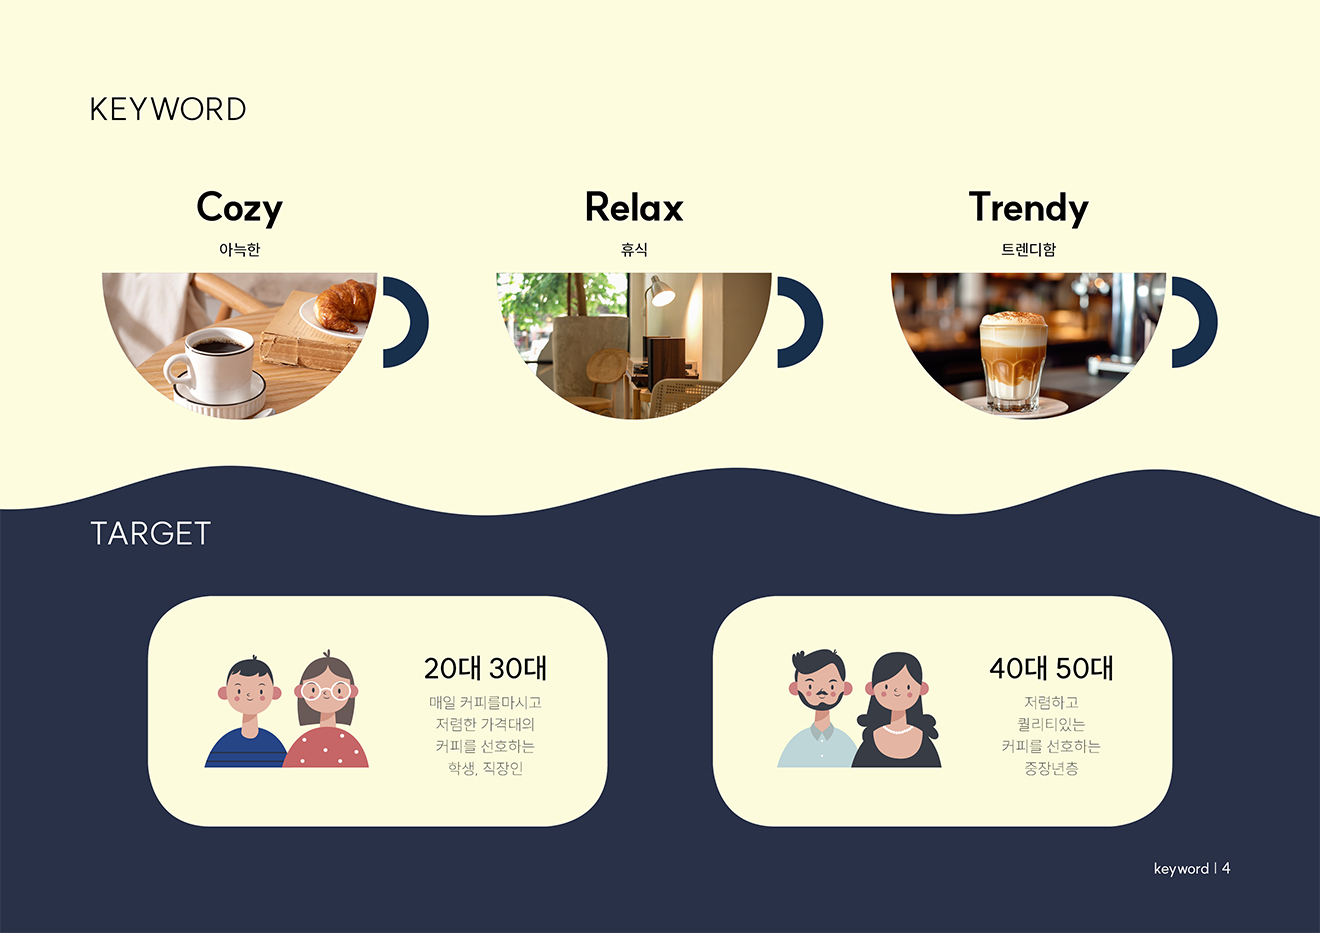 KEYWORD
Cozy
아늑한
Relax
휴식
Trendy
트렌디함
TARGET
20대 30대
매일 커피를마시고
저렴한 가격대의
커피를 선호하는
학생, 직장인
40대 50대
저렴하고
퀄리티있는
커피를 선호하는
중장년층
keyword | 4